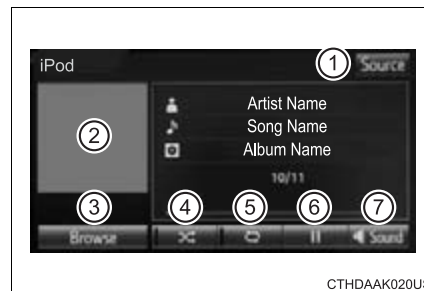 iPod
1
Source
2
Artist Name
Song Name
Album Name
10/11
3
4
5
6
7
Browse
Sound
CTHDAAK020US